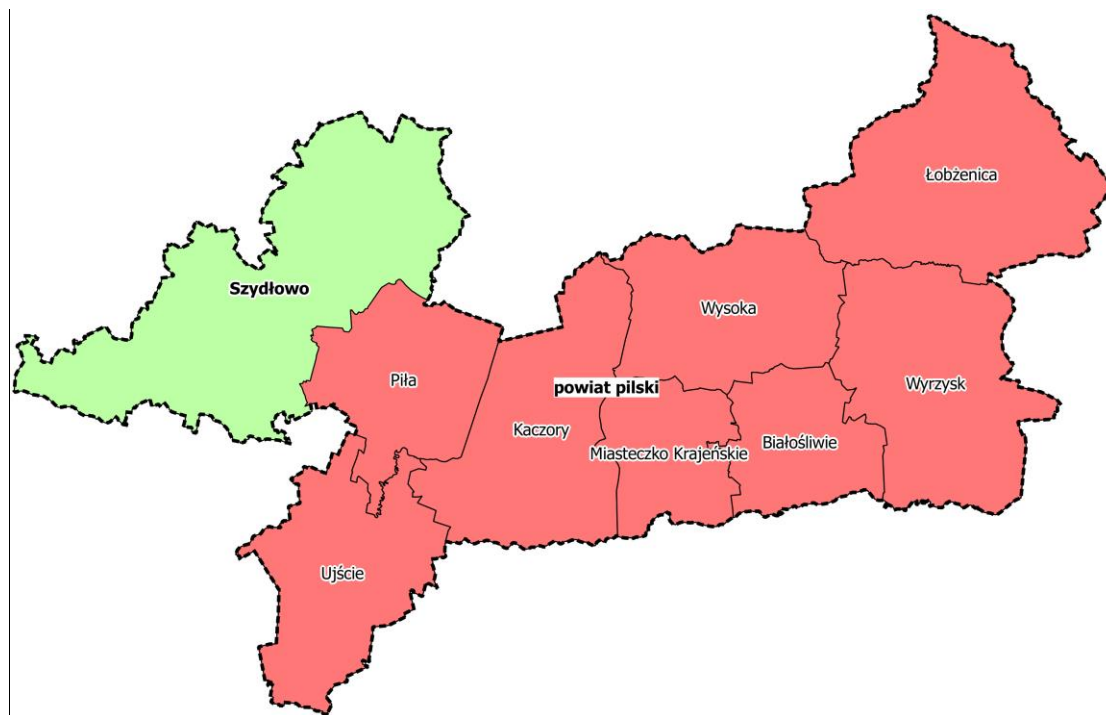 Łobżenica
Szydłowo
Wysoka
Piła
powiat pilski
Wyrzysk
Kaczory
Miasteczko Krajeńskie
Białośliwie
Ujście